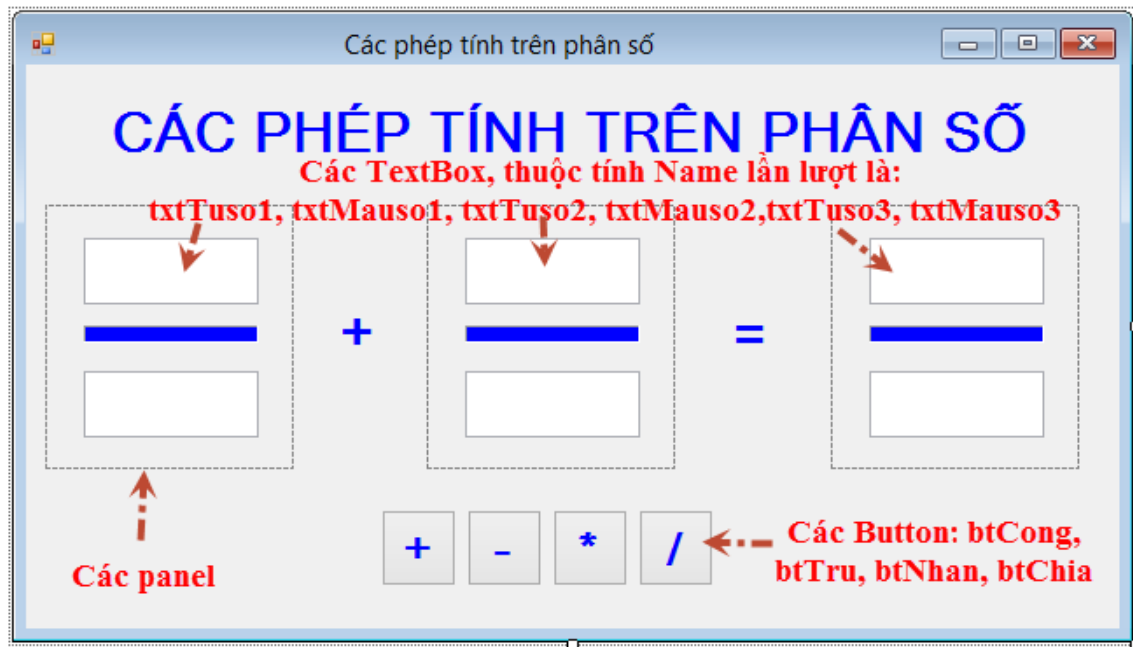 Các phép tính trên phân số
CÁC PHÉP TÍNH TRÊN PHÂN SỐ
Các TextBox, thuộc tính Name lần lượt là:
txtTuso1, txtMauso1, txtTuso2, txtMauso2,txtTuso3, txtMauso3
+ =
+ - * /
Các Button: btCong,
btTru, btNhan, btChia
Các panel